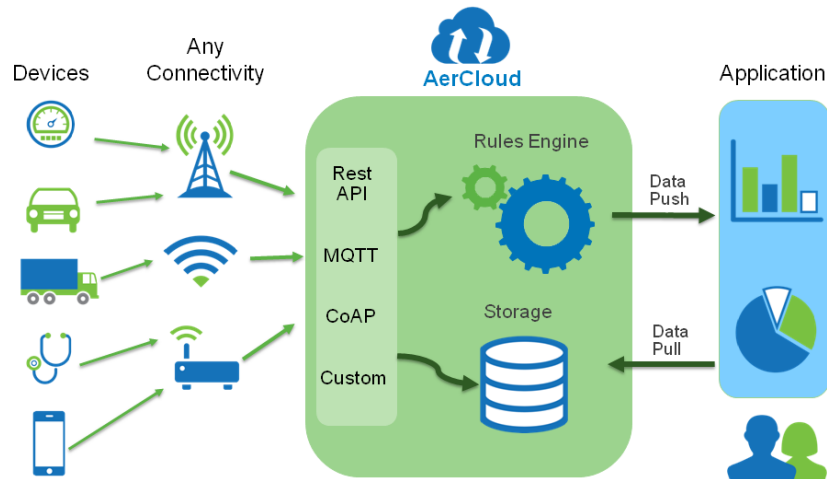 Devices
Any
Connectivity
AerCloud
Application
Rest
API
MQTT
CoAP
Custom
Rules Engine
Storage
Data
Push
Data
Pull